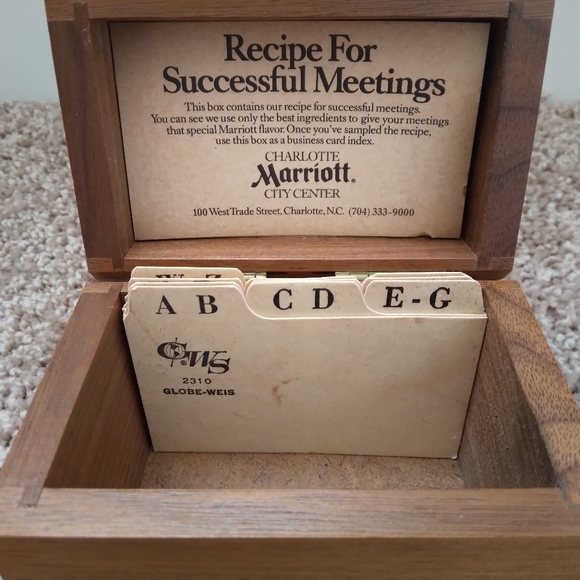 Recipe For
Successful Meetings
This box contains our recipe for successful meetings.
You can see we use only the best ingredients to give your meetings
that special Marriott flavor. Once you've sampled the recipe,
use this box as a business card index.
CHARLOTTE
Marriott®
CITY CENTER
100 West Trade Street, Charlotte, N.C. (704) 333-9000
A B
C D
E-G
GWS
2310
GLOBE-WEIS